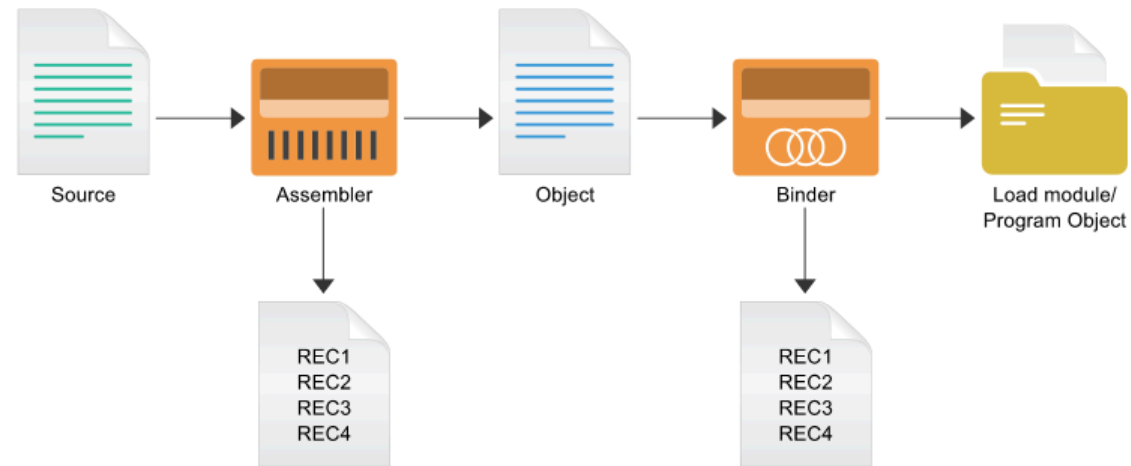 Source
Assembler
Object
Binder
Load module/
Program Object
REC1
REC2
REC3
REC4
REC1
REC2
REC3
REC4